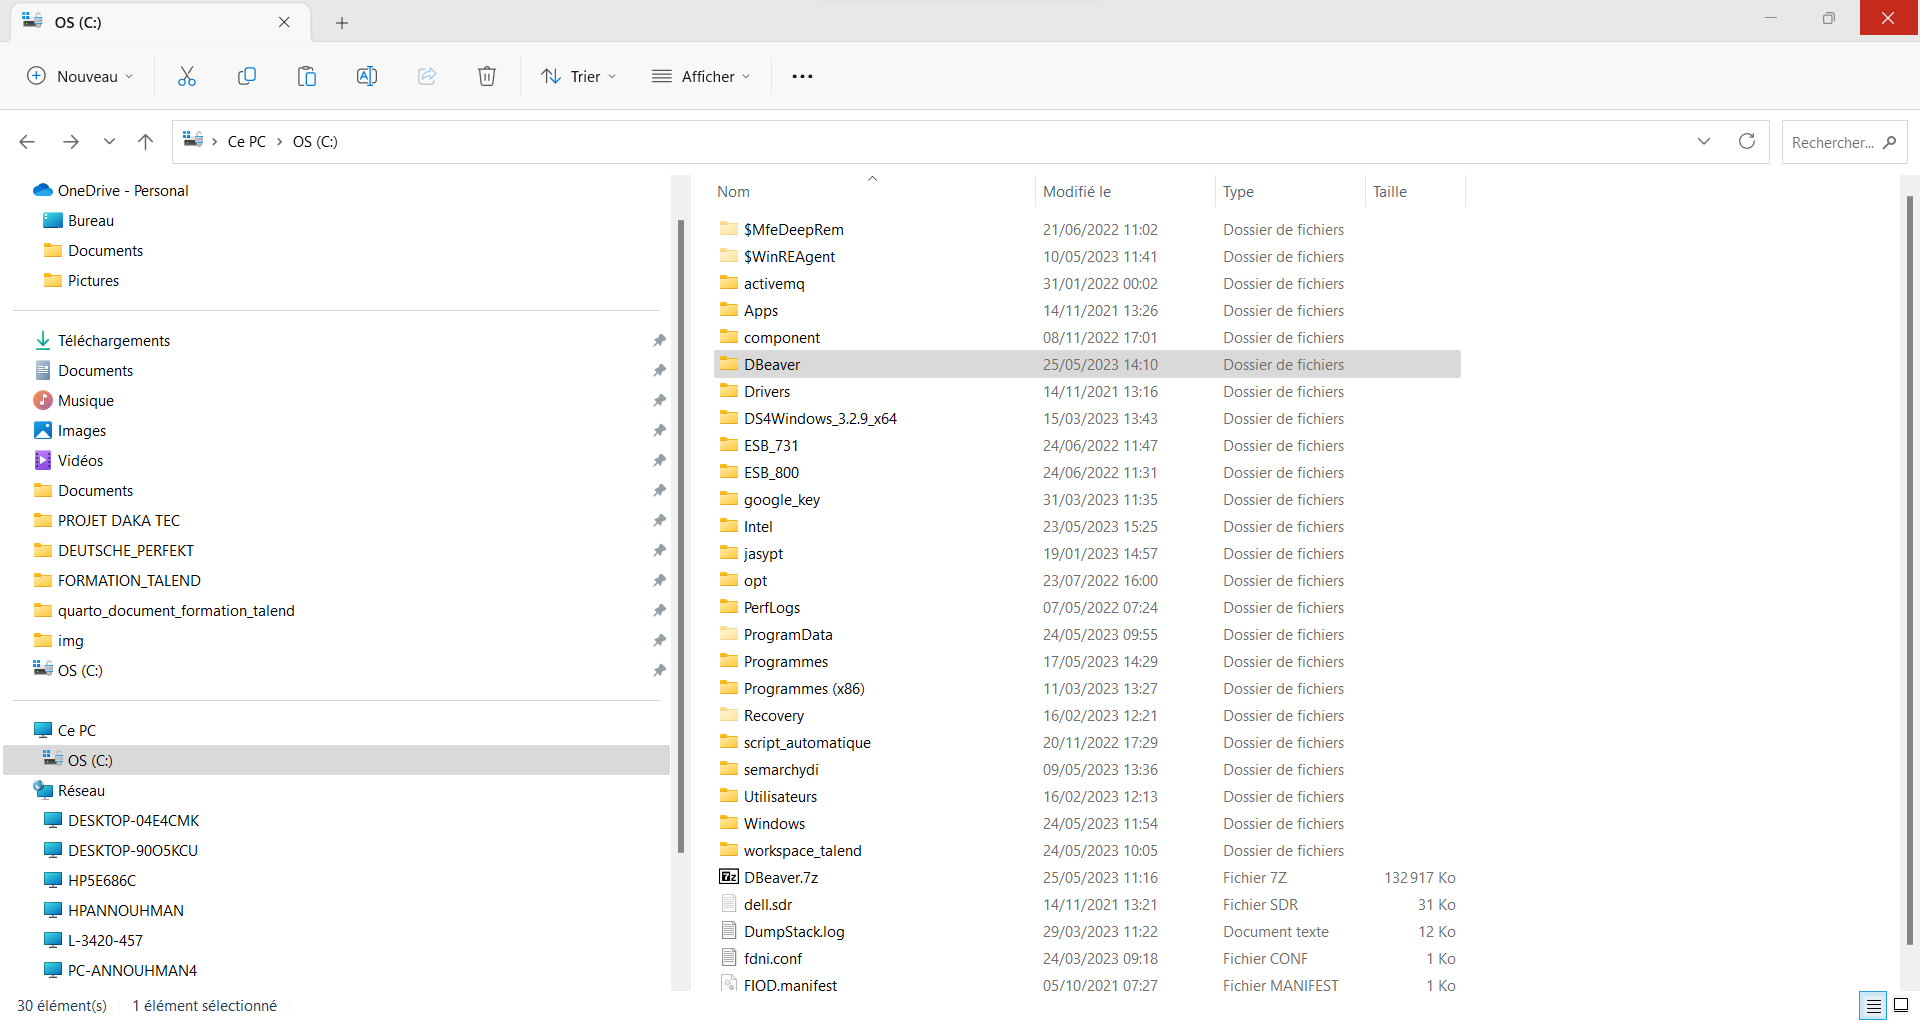 OS (C:)
Nouveau
Trier
Afficher
Ce PC
OS (C:)
Rechercher...
OneDrive - Personal
Bureau
Documents
Pictures
Téléchargements
Documents
Musique
Images
Vidéos
Documents
PROJET DAKA TEC
DEUTSCHE_PERFEKT
FORMATION_TALEND
quarto_document_formation_talend
img
OS (C:)
Ce PC
OS (C:)
Réseau
DESKTOP-04E4CMK
DESKTOP-90O5KCU
HP5E686C
HPANNOUHMAN
L-3420-457
PC-ANNOUHMAN4
Nom Modifié le Type Taille
$MfeDeepRem 21/06/2022 11:02 Dossier de fichiers
$WinREAgent 10/05/2023 11:41 Dossier de fichiers
activemq 31/01/2022 00:02 Dossier de fichiers
Apps 14/11/2021 13:26 Dossier de fichiers
component 08/11/2022 17:01 Dossier de fichiers
DBeaver 25/05/2023 14:10 Dossier de fichiers
Drivers 14/11/2021 13:16 Dossier de fichiers
DS4Windows_3.2.9_x64 15/03/2023 13:43 Dossier de fichiers
ESB_731 24/06/2022 11:47 Dossier de fichiers
ESB_800 24/06/2022 11:31 Dossier de fichiers
google_key 31/03/2023 11:35 Dossier de fichiers
Intel 23/05/2023 15:25 Dossier de fichiers
jasypt 19/01/2023 14:57 Dossier de fichiers
opt 23/07/2022 16:00 Dossier de fichiers
PerfLogs 07/05/2022 07:24 Dossier de fichiers
ProgramData 24/05/2023 09:55 Dossier de fichiers
Programmes 17/05/2023 14:29 Dossier de fichiers
Programmes (x86) 11/03/2023 13:27 Dossier de fichiers
Recovery 16/02/2023 12:21 Dossier de fichiers
script_automatique 20/11/2022 17:29 Dossier de fichiers
semarchydi 09/05/2023 13:36 Dossier de fichiers
Utilisateurs 16/02/2023 12:13 Dossier de fichiers
Windows 24/05/2023 11:54 Dossier de fichiers
workspace_talend 24/05/2023 10:05 Dossier de fichiers
DBeaver.7z 25/05/2023 11:16 Fichier 7Z 132 917 Ko
dell.sdr 14/11/2021 13:21 Fichier SDR 31 Ko
DumpStack.log 29/03/2023 11:22 Document texte 12 Ko
fdni.conf 24/03/2023 09:18 Fichier CONF 1 Ko
FIOD.manifest 05/10/2021 07:27 Fichier MANIFEST 1 Ko
30 élément(s) 1 élément sélectionné